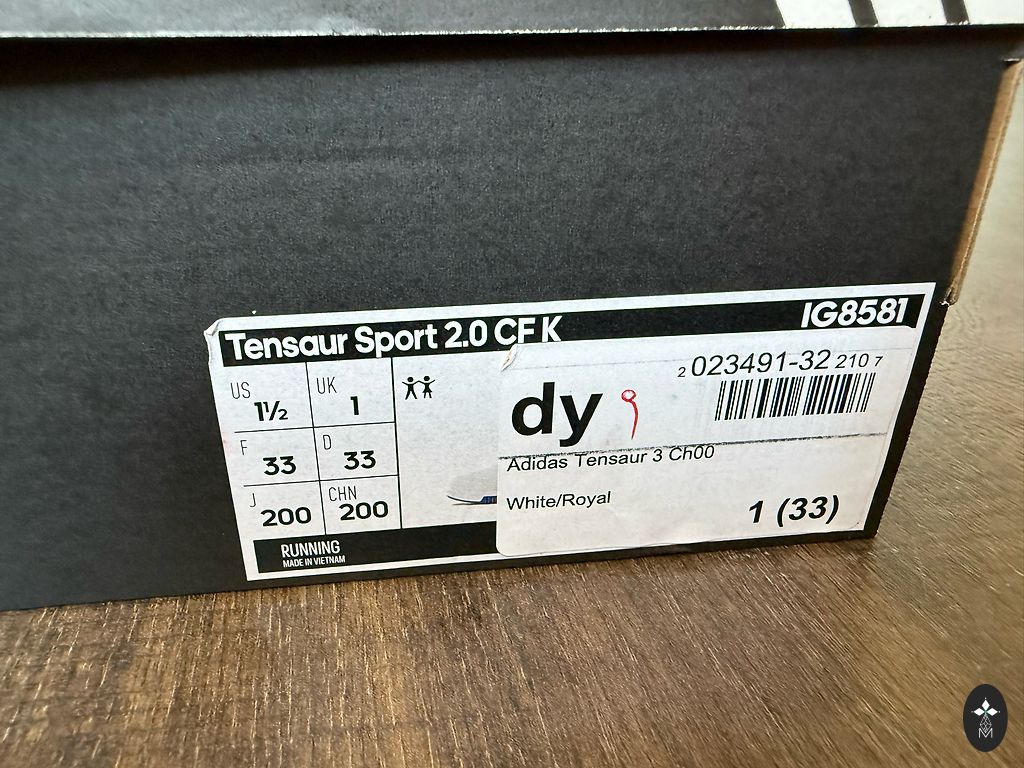 Tensaur Sport 2.0 CF K
IG8581
US
1½
UK
1
F
33
D
33
J
200
CHN
200
RUNNING
MADE IN VIETNAM
2 023491-32 210 7
dy
Adidas Tensaur 3 Ch00
White/Royal
1 (33)
M